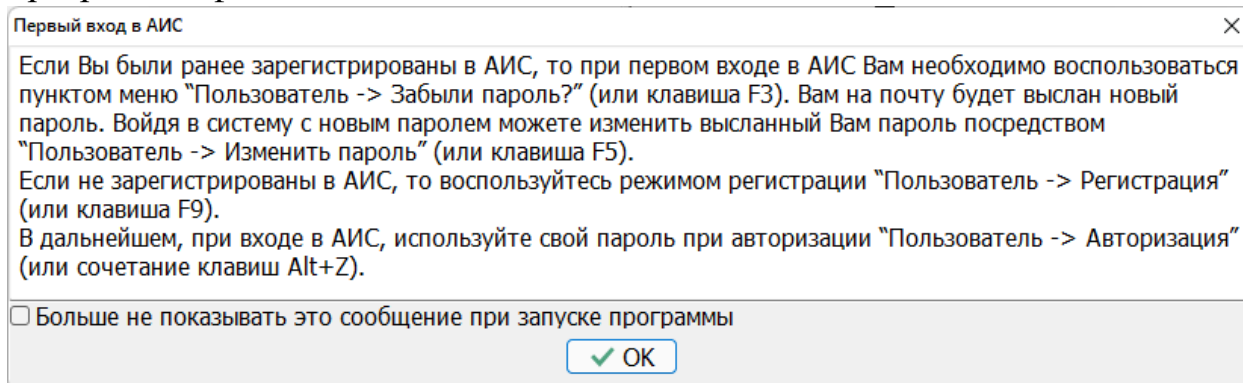 Первый вход в АИС
Если Вы были ранее зарегистрированы в АИС, то при первом входе в АИС Вам необходимо воспользоваться
пунктом меню “Пользователь -> Забыли пароль?” (или клавиша F3). Вам на почту будет выслан новый
пароль. Войдя в систему с новым паролем можете изменить высланный Вам пароль посредством
“Пользователь -> Изменить пароль” (или клавиша F5).
Если не зарегистрированы в АИС, то воспользуйтесь режимом регистрации “Пользователь -> Регистрация”
(или клавиша F9).
В дальнейшем, при входе в АИС, используйте свой пароль при авторизации “Пользователь -> Авторизация”
(или сочетание клавиш Alt+Z).
Больше не показывать это сообщение при запуске программы
OK